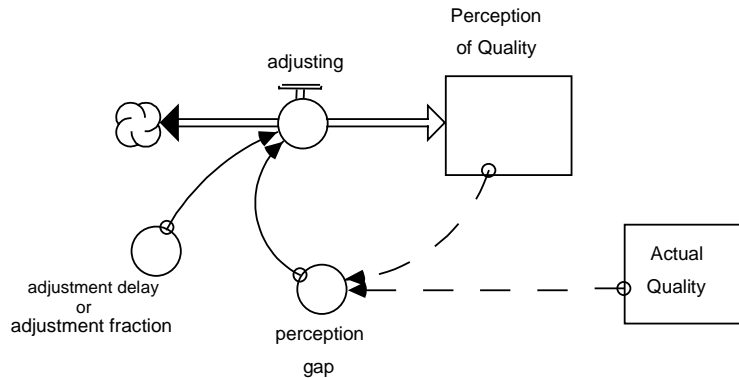 Perception
of Quality
adjusting
Actual
Quality
adjustment delay
or
adjustment fraction
perception
gap